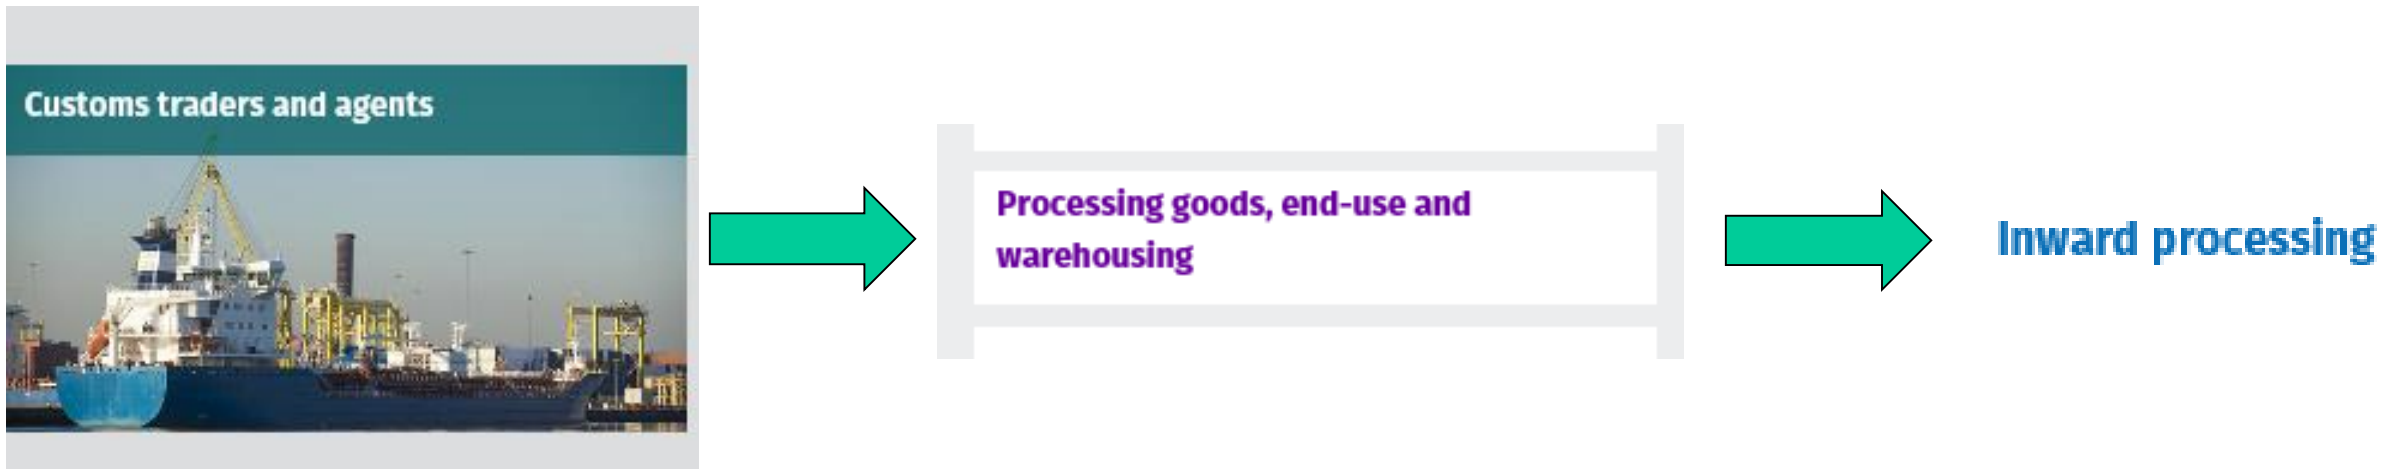 Customs traders and agents
Processing goods, end-use and
warehousing
Inward processing